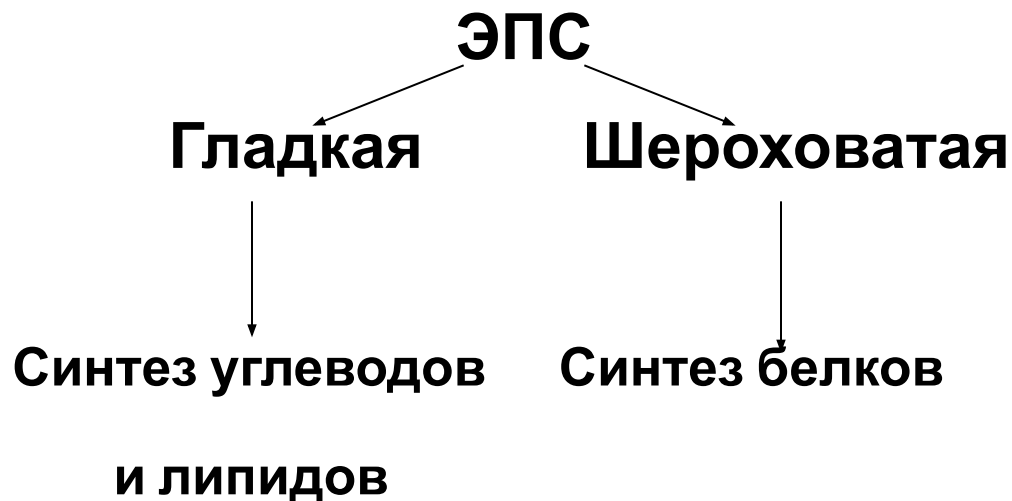 ЭПС
Гладкая
Шероховатая
Синтез углеводов
и липидов
Синтез белков